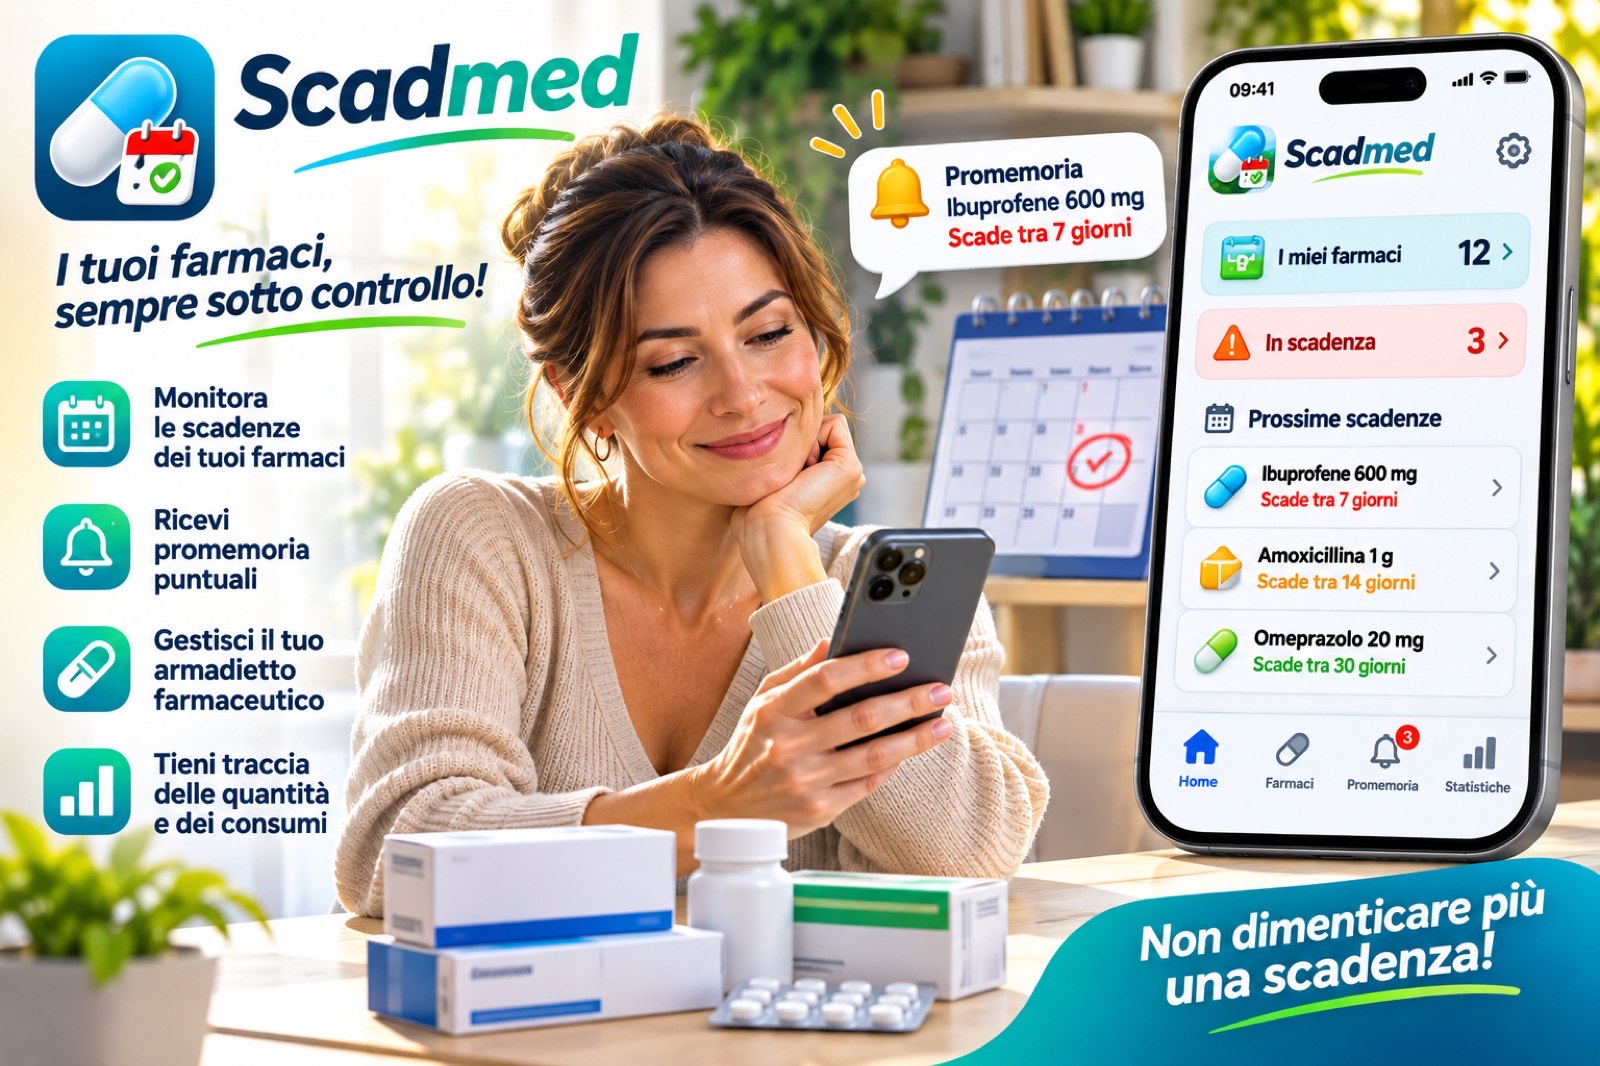 Scadmed
I tuoi farmaci,
sempre sotto controllo!
Monitora
le scadenze
dei tuoi farmaci
Ricevi
promemoria
puntuali
Gestisci il tuo
armadietto
farmaceutico
Tieni traccia
delle quantità
e dei consumi
Promemoria
Ibuprofene 600 mg
Scade tra 7 giorni
09:41
Scadmed
I miei farmaci 12
In scadenza 3
Prossime scadenze
Ibuprofene 600 mg
Scade tra 7 giorni
Amoxicillina 1 g
Scade tra 14 giorni
Omeprazolo 20 mg
Scade tra 30 giorni
3
Home Farmaci Promemoria Statistiche
Non dimenticare più
una scadenza!